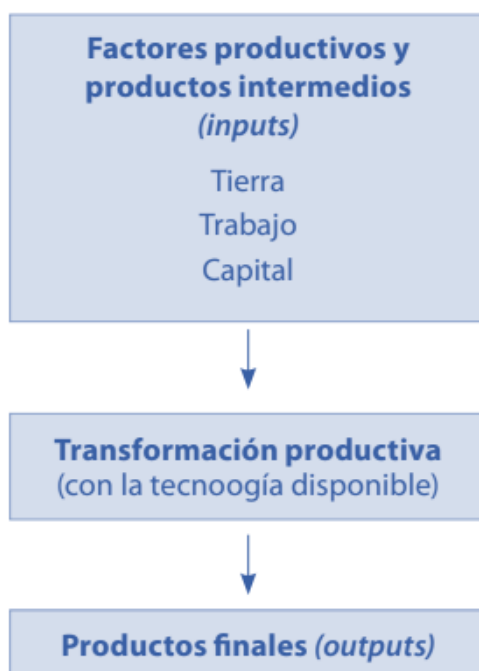 Factores productivos y
productos intermedios
(inputs)
Tierra
Trabajo
Capital
Transformación productiva
(con la tecnoogía disponible)
Productos finales (outputs)